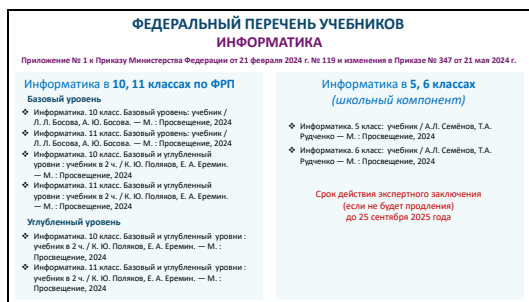 ФЕДЕРАЛЬНЫЙ ПЕРЕЧЕНЬ УЧЕБНИКОВ
ИНФОРМАТИКА
Приложение № 1 к Приказу Министерства Федерации от 21 февраля 2024 г. № 119 и изменения в Приказе № 347 от 21 мая 2024 г.
Информатика в 10, 11 классах по ФРП
Базовый уровень
❖ Информатика. 10 класс. Базовый уровень: учебник /
Л. Л. Босова, А. Ю. Босова. — М. : Просвещение, 2024
❖ Информатика. 11 класс. Базовый уровень: учебник /
Л. Л. Босова, А. Ю. Босова. — М. : Просвещение, 2024
❖ Информатика. 10 класс. Базовый и углубленный
уровни : учебник в 2 ч. / К. Ю. Поляков, Е. А. Еремин.
— М. : Просвещение, 2024
❖ Информатика. 11 класс. Базовый и углубленный
уровни : учебник в 2 ч. / К. Ю. Поляков, Е. А. Еремин.
— М. : Просвещение, 2024
Углубленный уровень
❖ Информатика. 10 класс. Базовый и углубленный уровни :
учебник в 2 ч. / К. Ю. Поляков, Е. А. Еремин. — М. :
Просвещение, 2024
❖ Информатика. 11 класс. Базовый и углубленный уровни :
учебник в 2 ч. / К. Ю. Поляков, Е. А. Еремин. — М. :
Просвещение, 2024
Информатика в 5, 6 классах
(школьный компонент)
❖ Информатика. 5 класс: учебник / А.Л. Семёнов, Т.А.
Рудченко — М. : Просвещение, 2024
❖ Информатика. 6 класс: учебник / А.Л. Семёнов, Т.А.
Рудченко — М. : Просвещение, 2024
Срок действия экспертного заключения
(если не будет продления)
до 25 сентября 2025 года